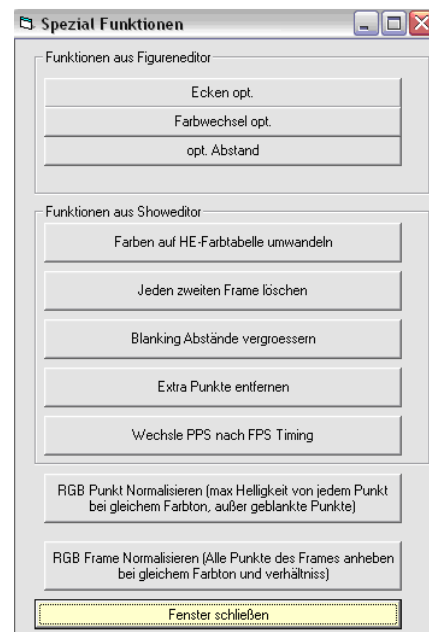 Spezial Funktionen
Funktionen aus Figureneditor
Ecken opt.
Farbwechsel opt.
opt. Abstand
Funktionen aus Showeditor
Farben auf HE-Farbtabelle umwandeln
Jeden zweiten Frame löschen
Blanking Abstände vergroessern
Extra Punkte entfernen
Wechsle PPS nach FPS Timing
RGB Punkt Normalisieren (max Helligkeit von jedem Punkt
bei gleichem Farbton, außer geblankte Punkte)
RGB Frame Normalisieren (Alle Punkte des Frames anheben
bei gleichem Farbton und verhältniss)
Fenster schließen